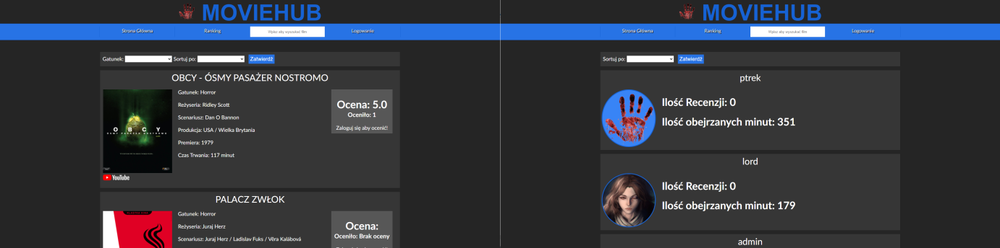 MOVIEHUB
Strona Główna Ranking Wpisz aby wyszukać film Logowanie
Gatunek: Sortuj po: Zatwierdź
OBCY - ÓSMY PASAŻER NOSTROMO
O B C Y
ÓSMY PASAŻER NOSTROMO
YouTube
Gatunek: Horror
Reżyseria: Ridley Scott
Scenariusz: Dan O Bannon
Produkcja: USA / Wielka Brytania
Premiera: 1979
Czas Trwania: 117 minut
Ocena: 5.0
Oceniło: 1
Zaloguj się aby ocenić!
PALACZ ZWŁOK
Gatunek: Horror
Reżyseria: Juraj Herz
Scenariusz: Juraj Herz / Ladislav Fuks / Věra Kalábová
Ocena:
Oceniło: Brak oceny
MOVIEHUB
Strona Główna Ranking Wpisz aby wyszukać film Logowanie
Sortuj po: Zatwierdź
ptrek
Ilość Recenzji: 0
Ilość obejrzanych minut: 351
lord
Ilość Recenzji: 0
Ilość obejrzanych minut: 179
admin